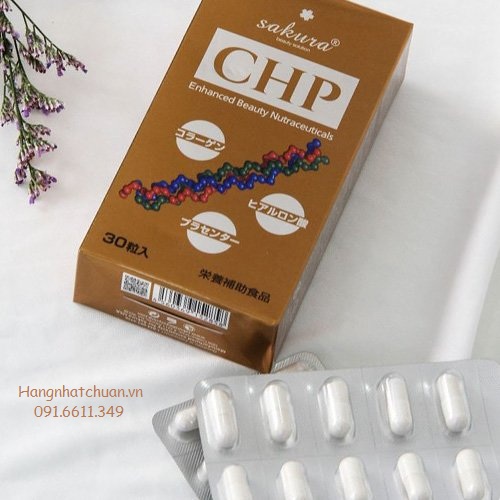 sakura®
beauty solution
CHP
Enhanced Beauty Nutraceuticals
コラーゲン
ヒアルロン酸
プラセンター
30粒入
栄養補助食品
Hangnhatchuan.vn
091.6611.349